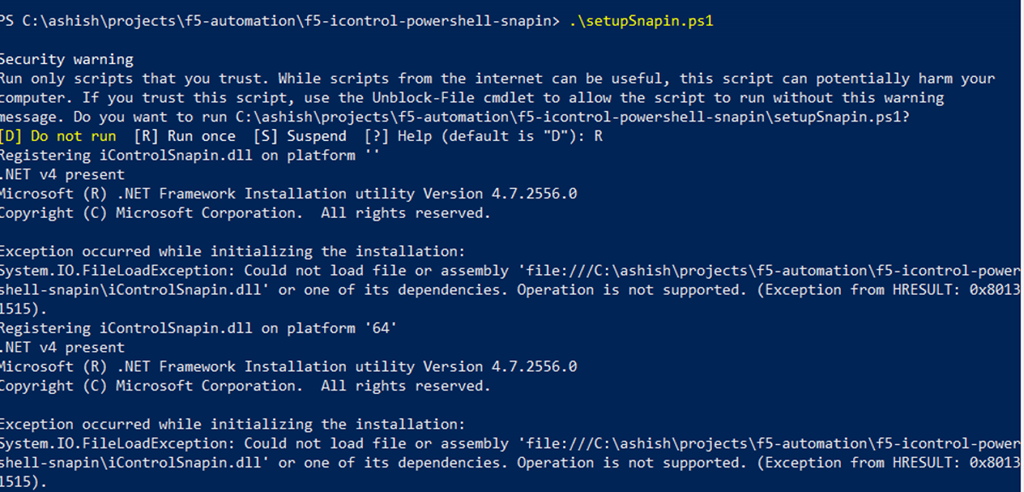 PS C:\ashish\projects\f5-automation\f5-icontrol-powershell-snapin> .\setupSnapin.ps1
Security warning
Run only scripts that you trust. While scripts from the internet can be useful, this script can potentially harm your
computer. If you trust this script, use the Unblock-File cmdlet to allow the script to run without this warning
message. Do you want to run C:\ashish\projects\f5-automation\f5-icontrol-powershell-snapin\setupSnapin.ps1?
[D] Do not run  [R] Run once  [S] Suspend  [?] Help (default is "D"): R
Registering iControlSnapin.dll on platform ''
.NET v4 present
Microsoft (R) .NET Framework Installation utility Version 4.7.2556.0
Copyright (C) Microsoft Corporation.  All rights reserved.
Exception occurred while initializing the installation:
System.IO.FileLoadException: Could not load file or assembly 'file:///C:\ashish\projects\f5-automation\f5-icontrol-power
shell-snapin\iControlSnapin.dll' or one of its dependencies. Operation is not supported. (Exception from HRESULT: 0x8013
1515).
Registering iControlSnapin.dll on platform '64'
.NET v4 present
Microsoft (R) .NET Framework Installation utility Version 4.7.2556.0
Copyright (C) Microsoft Corporation.  All rights reserved.
Exception occurred while initializing the installation:
System.IO.FileLoadException: Could not load file or assembly 'file:///C:\ashish\projects\f5-automation\f5-icontrol-power
shell-snapin\iControlSnapin.dll' or one of its dependencies. Operation is not supported. (Exception from HRESULT: 0x8013
1515).